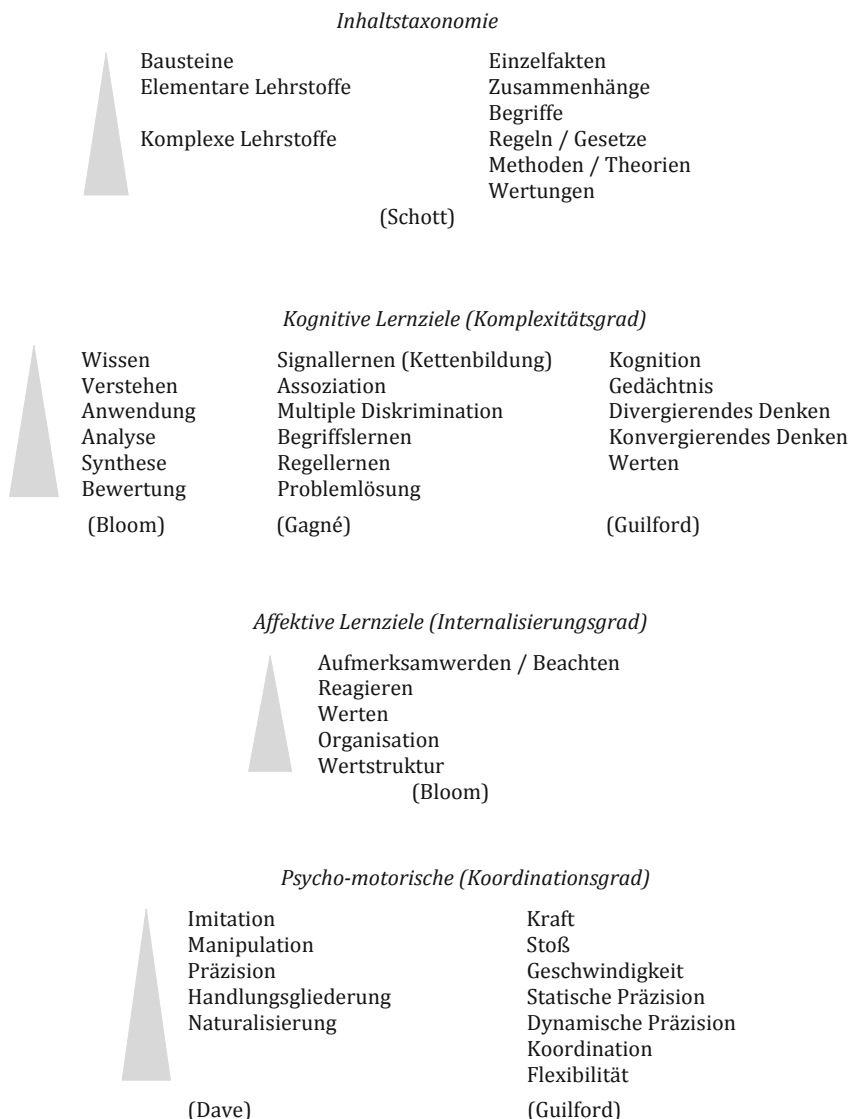 Inhaltstaxonomie
Bausteine Einzelfakten
Elementare Lehrstoffe Zusammenhänge
Begriffe
Komplexe Lehrstoffe Regeln / Gesetze
Methoden / Theorien
Wertungen
(Schott)
Kognitive Lernziele (Komplexitätsgrad)
Wissen Signallernen (Kettenbildung) Kognition
Verstehen Assoziation Gedächtnis
Anwendung Multiple Diskrimination Divergierendes Denken
Analyse Begriffslernen Konvergierendes Denken
Synthese Regellernen Werten
Bewertung Problemlösung
(Bloom) (Gagné) (Guilford)
Affektive Lernziele (Internalisierungsgrad)
Aufmerksamwerden / Beachten
Reagieren
Werten
Organisation
Wertstruktur
(Bloom)
Psycho-motorische (Koordinationsgrad)
Imitation Kraft
Manipulation Stoß
Präzision Geschwindigkeit
Handlungsgliederung Statische Präzision
Naturalisierung Dynamische Präzision
Koordination
Flexibilität
(Dave) (Guilford)